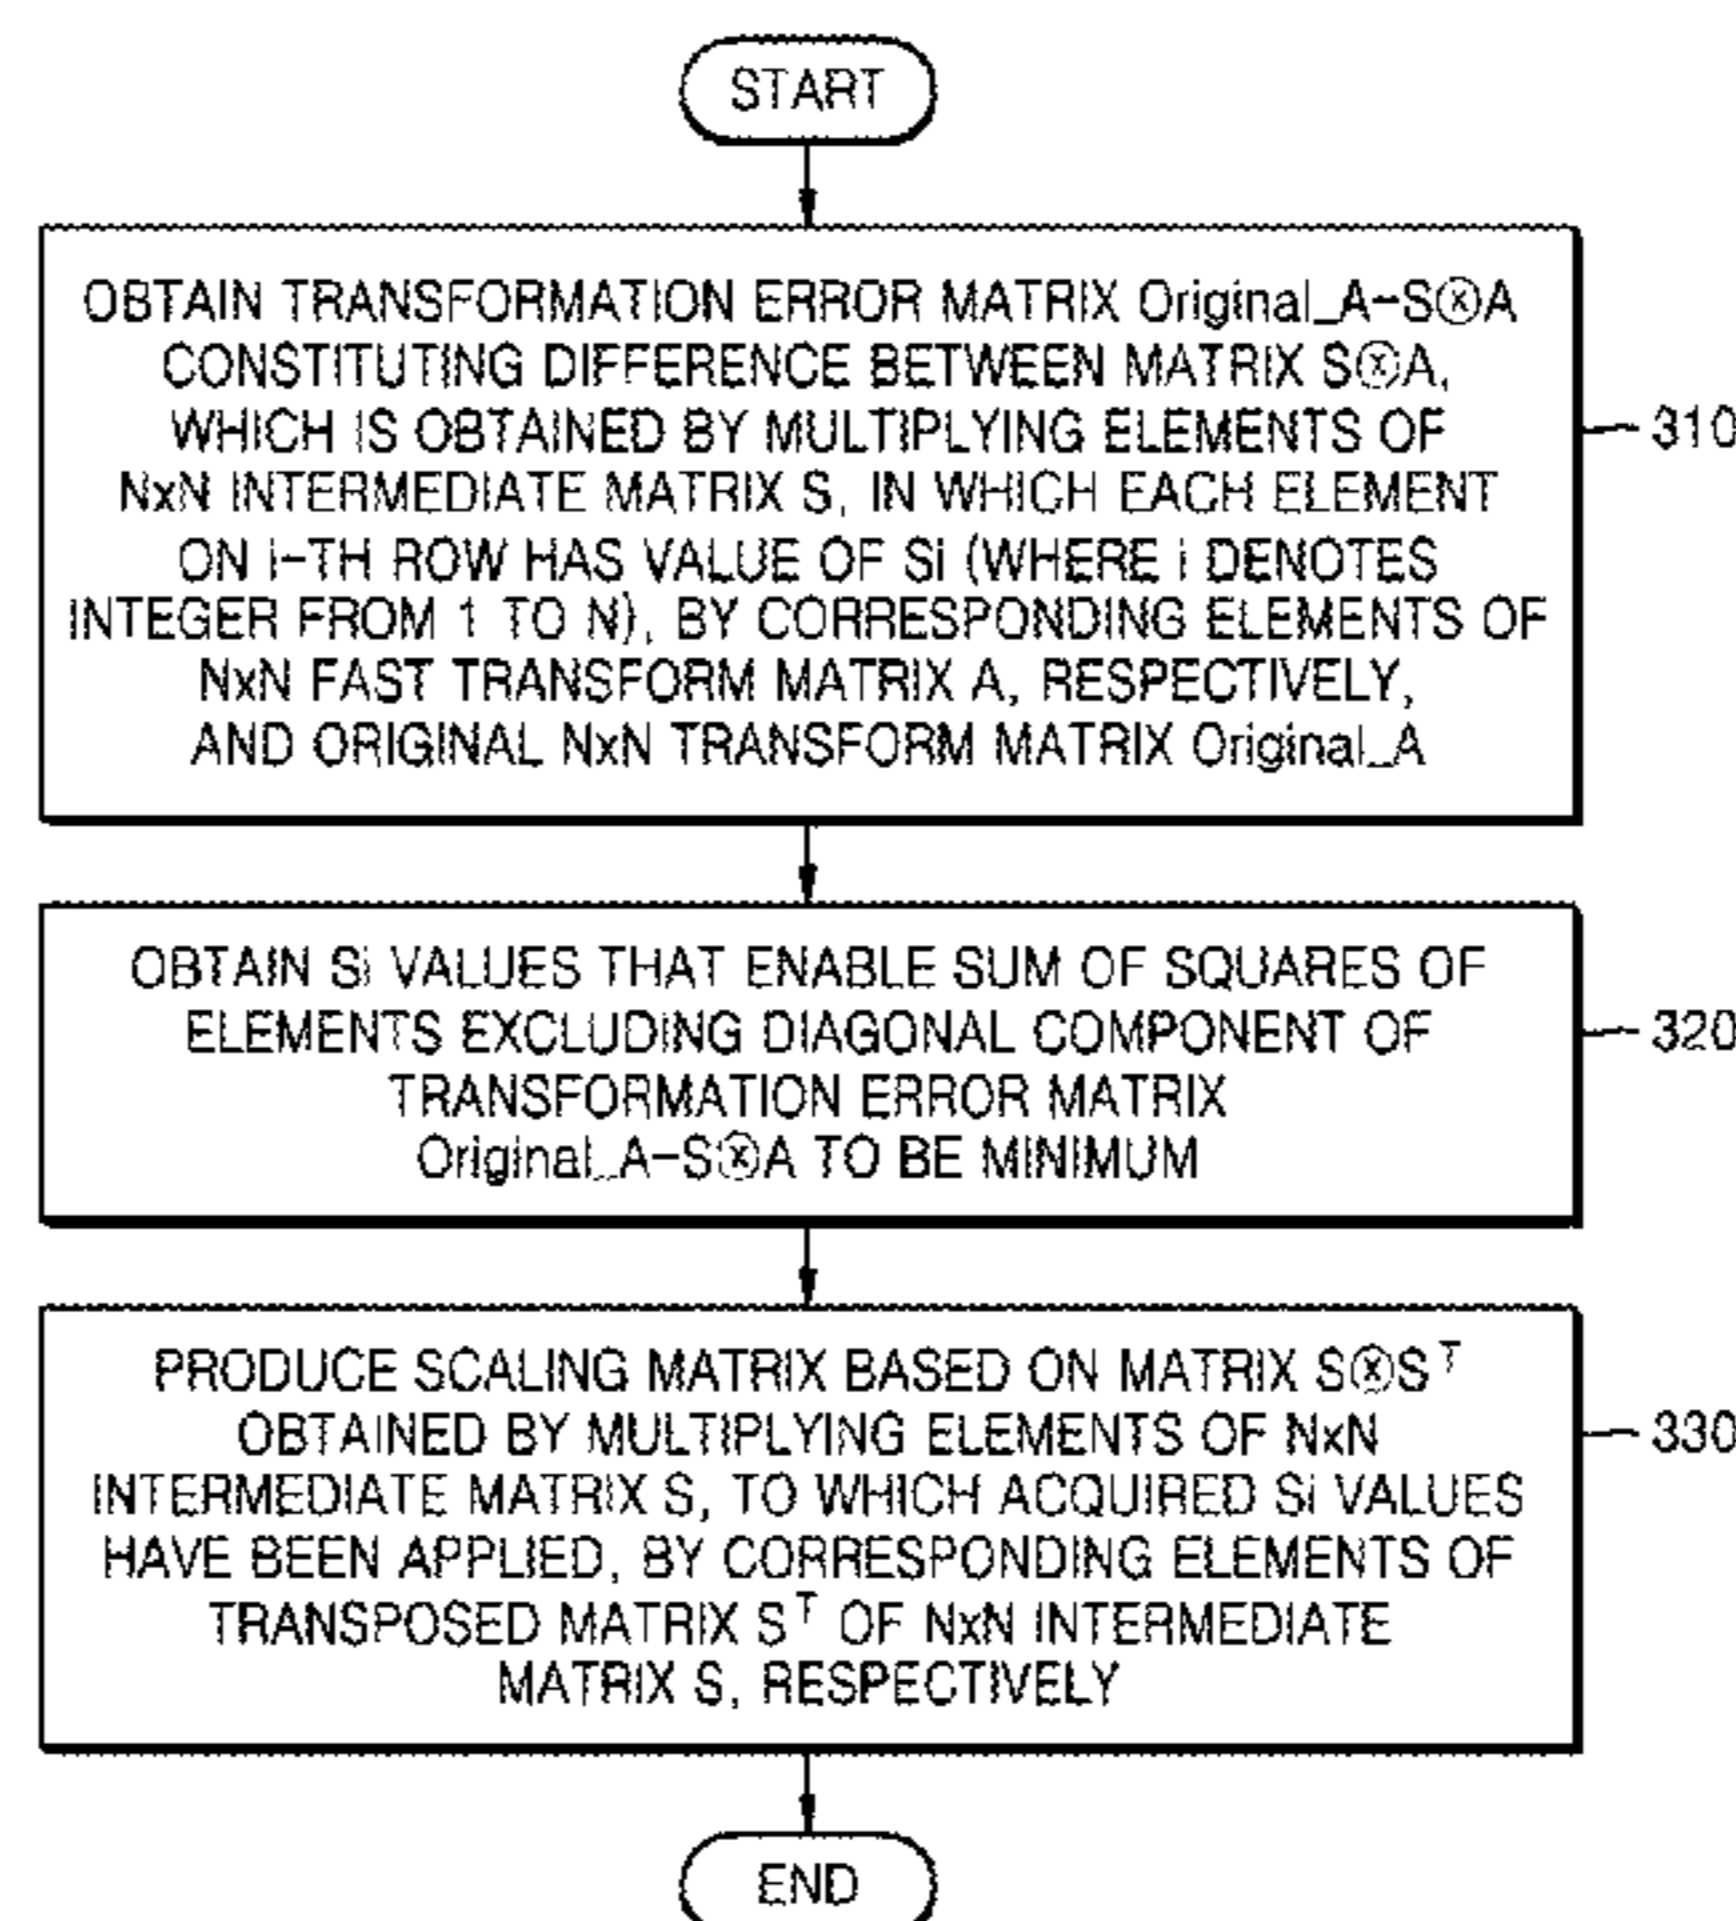 START
OBTAIN TRANSFORMATION ERROR MATRIX Original_A-SⓧA
CONSTITUTING DIFFERENCE BETWEEN MATRIX SⓧA,
WHICH IS OBTAINED BY MULTIPLYING ELEMENTS OF
NxN INTERMEDIATE MATRIX S, IN WHICH EACH ELEMENT
ON i-TH ROW HAS VALUE OF Si (WHERE i DENOTES
INTEGER FROM 1 TO N), BY CORRESPONDING ELEMENTS OF
NxN FAST TRANSFORM MATRIX A, RESPECTIVELY,
AND ORIGINAL NxN TRANSFORM MATRIX Original_A
310
OBTAIN Si VALUES THAT ENABLE SUM OF SQUARES OF
ELEMENTS EXCLUDING DIAGONAL COMPONENT OF
TRANSFORMATION ERROR MATRIX
Original_A-SⓧA TO BE MINIMUM
320
PRODUCE SCALING MATRIX BASED ON MATRIX SⓧSᵀ
OBTAINED BY MULTIPLYING ELEMENTS OF NxN
INTERMEDIATE MATRIX S, TO WHICH ACQUIRED Si VALUES
HAVE BEEN APPLIED, BY CORRESPONDING ELEMENTS OF
TRANSPOSED MATRIX Sᵀ OF NxN INTERMEDIATE
MATRIX S, RESPECTIVELY
330
END